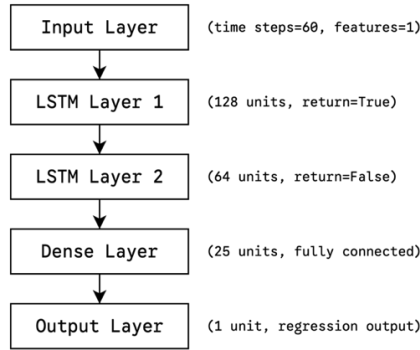 Input Layer (time steps=60, features=1)
LSTM Layer 1 (128 units, return=True)
LSTM Layer 2 (64 units, return=False)
Dense Layer (25 units, fully connected)
Output Layer (1 unit, regression output)